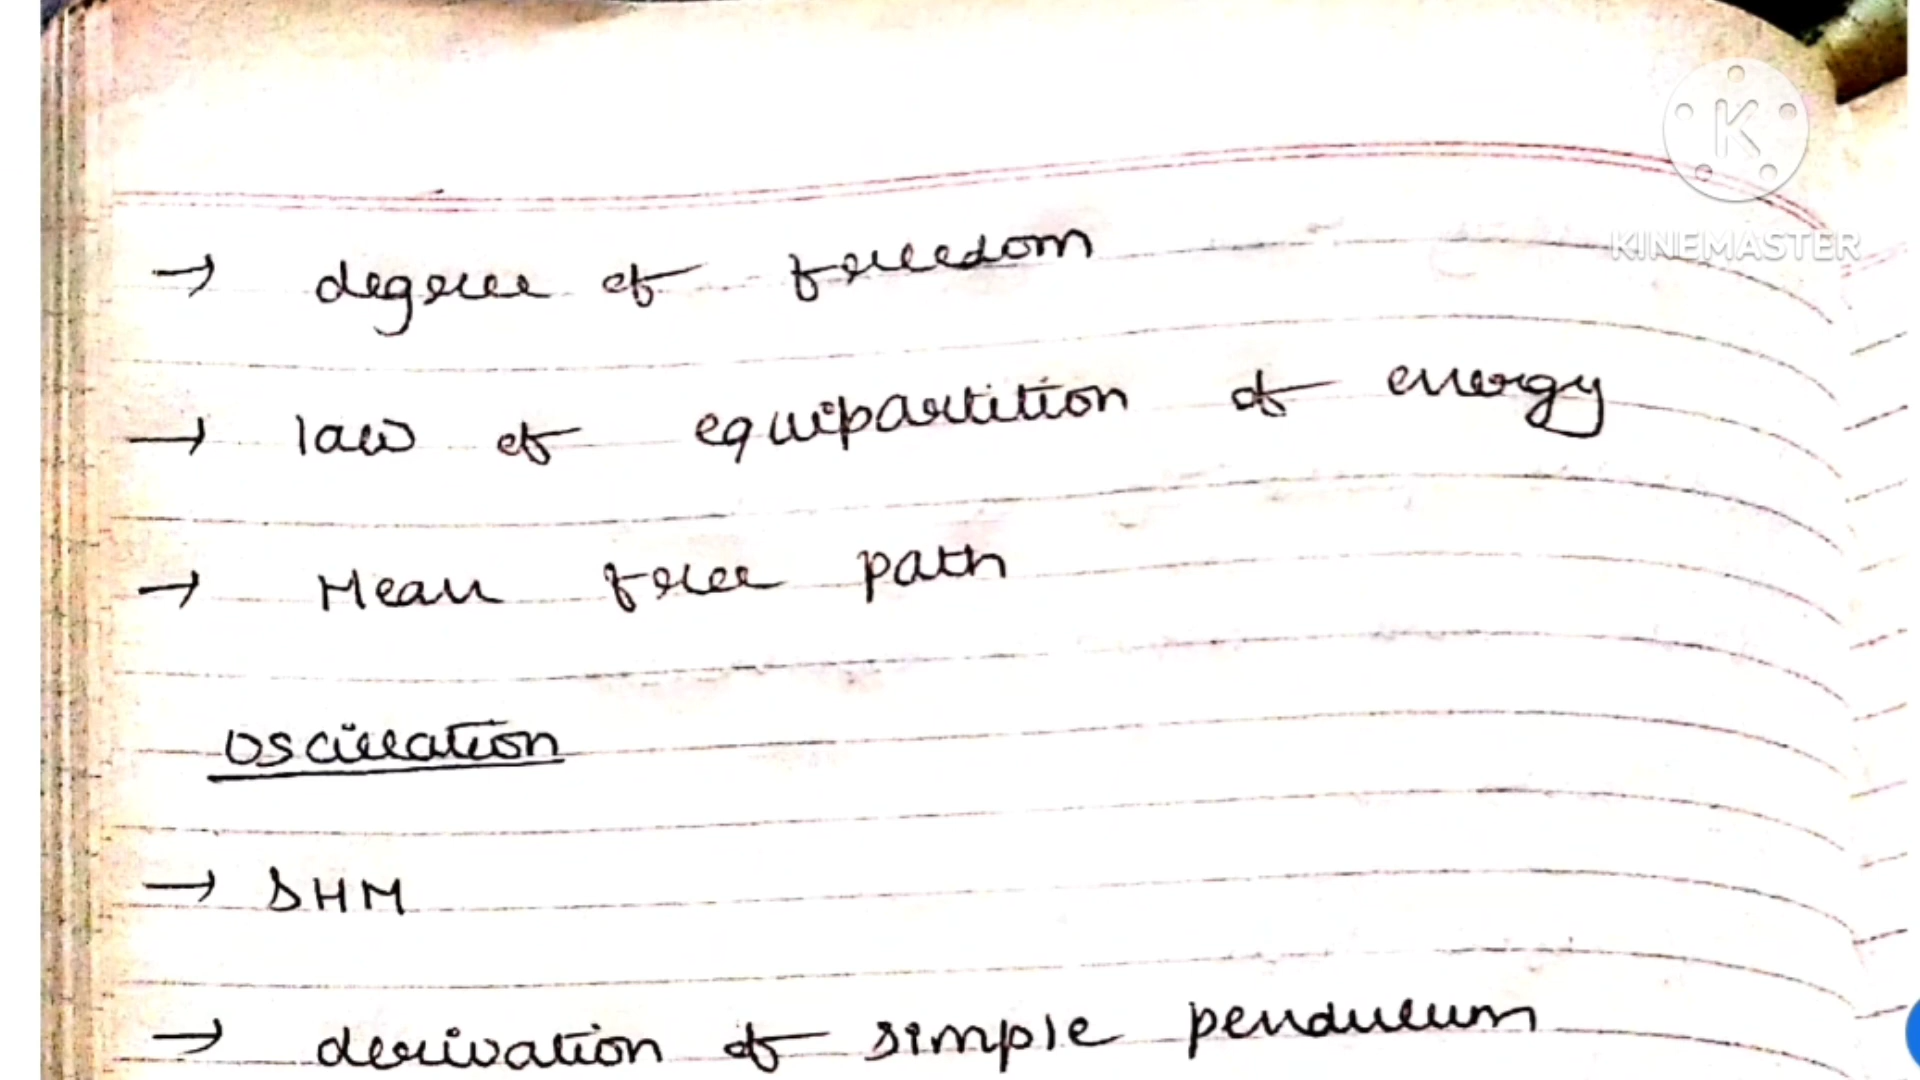 → degree of freedom
→ law of equipartition of energy
→ Mean free path
oscillation
→ SHM
→ derivation of simple pendulum
KINEMASTER